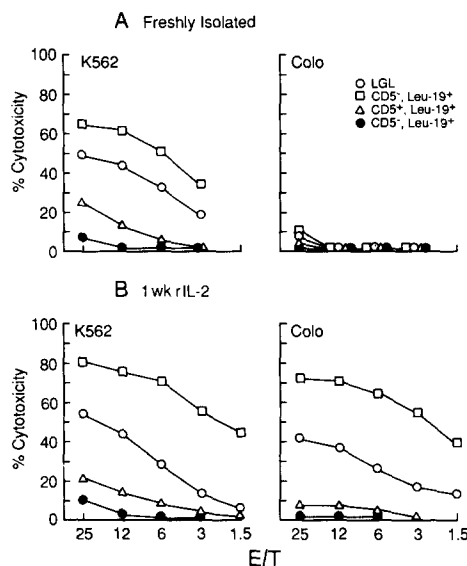 A Freshly Isolated
K562
Colo
LGL
CD5-, Leu-19+
CD5+, Leu-19+
CD5-, Leu-19+
% Cytotoxicity
100
80
60
40
20
0
B 1 wk rIL-2
K562
Colo
% Cytotoxicity
100
80
60
40
20
0
25 12 6 3 1.5
25 12 6 3 1.5
E/T